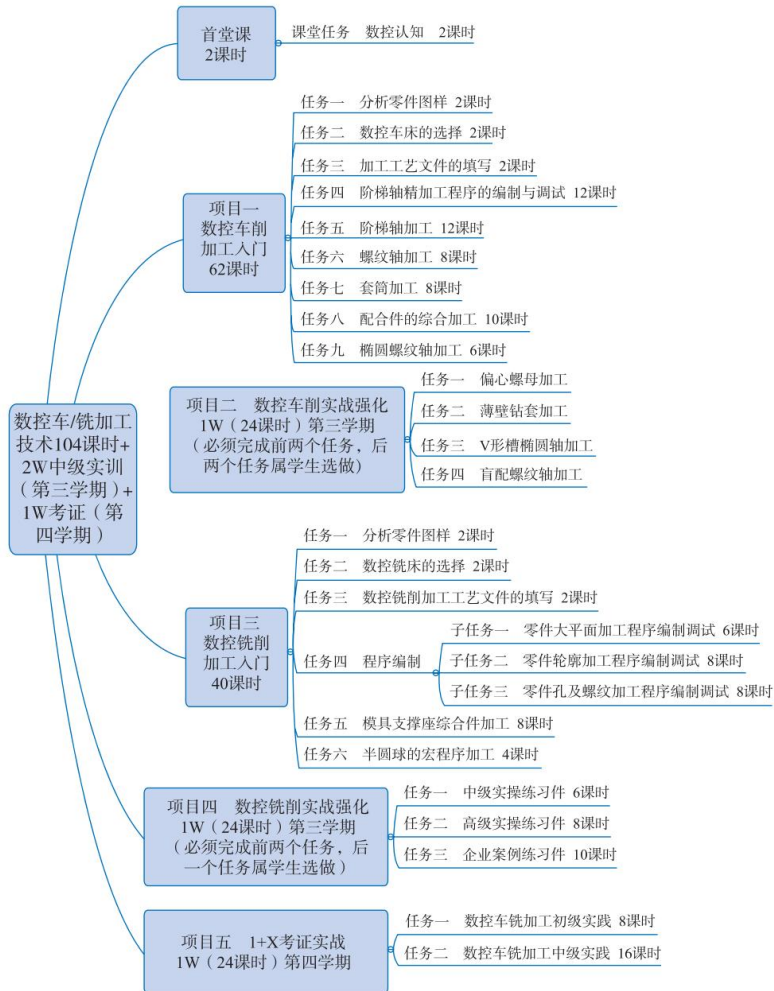 首堂课
2课时
课堂任务 数控认知 2课时
任务一 分析零件图样 2课时
任务二 数控车床的选择 2课时
任务三 加工工艺文件的填写 2课时
任务四 阶梯轴精加工程序的编制与调试 12课时
项目一
数控车削
加工入门
62课时
任务五 阶梯轴加工 12课时
任务六 螺纹轴加工 8课时
任务七 套筒加工 8课时
任务八 配合件的综合加工 10课时
任务九 椭圆螺纹轴加工 6课时
数控车/铣加工
技术104课时+
2W中级实训
（第三学期）+
1W考证（第
四学期）
项目二 数控车削实战强化
1W（24课时）第三学期
（必须完成前两个任务，后
两个任务属学生选做）
任务一 偏心螺母加工
任务二 薄壁钻套加工
任务三 V形槽椭圆轴加工
任务四 盲配螺纹轴加工
任务一 分析零件图样 2课时
任务二 数控铣床的选择 2课时
任务三 数控铣削加工工艺文件的填写 2课时
项目三
数控铣削
加工入门
40课时
任务四 程序编制
子任务一 零件大平面加工程序编制调试 6课时
子任务二 零件轮廓加工程序编制调试 8课时
子任务三 零件孔及螺纹加工程序编制调试 8课时
任务五 模具支撑座综合件加工 8课时
任务六 半圆球的宏程序加工 4课时
项目四 数控铣削实战强化
1W（24课时）第三学期
（必须完成前两个任务，后
一个任务属学生选做）
任务一 中级实操练习件 6课时
任务二 高级实操练习件 8课时
任务三 企业案例练习件 10课时
项目五 1+X考证实战
1W（24课时）第四学期
任务一 数控车铣加工初级实践 8课时
任务二 数控车铣加工中级实践 16课时